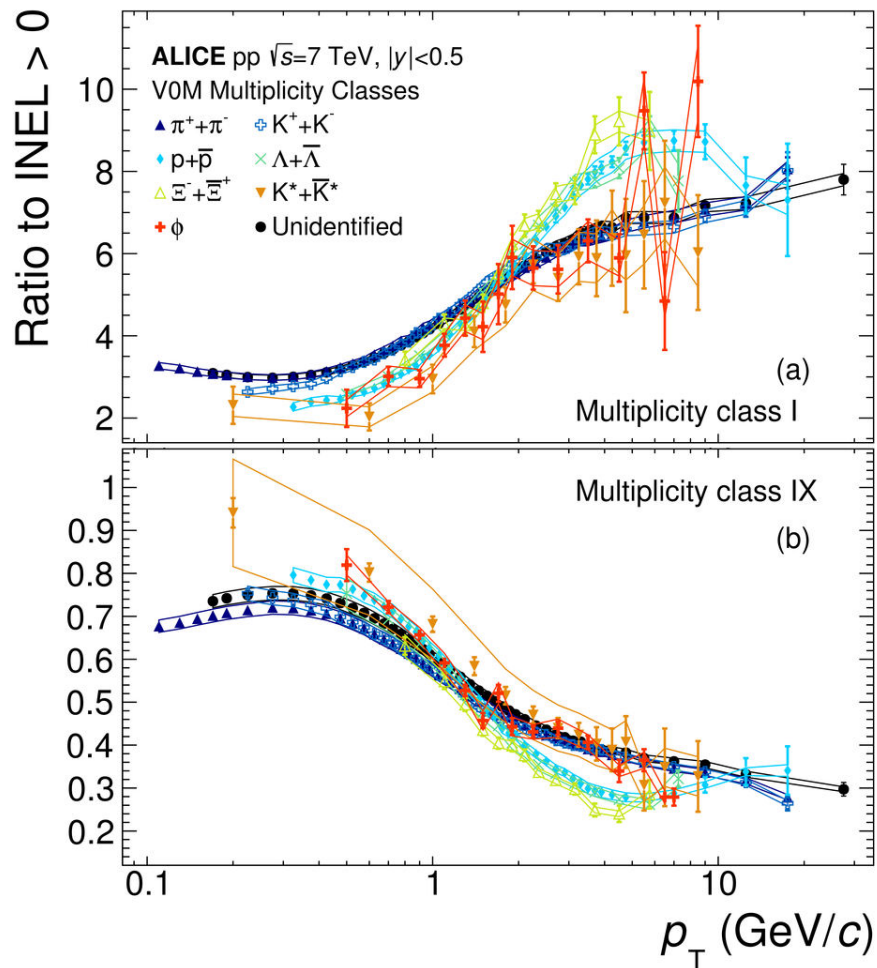 Ratio to INEL > 0
ALICE pp √s=7 TeV, |y|<0.5
V0M Multiplicity Classes
π⁺+π⁻ K⁺+K⁻
p+p̅ Λ+Λ̅
Ξ⁻+Ξ̅⁺ K*+K̅*
ϕ Unidentified
10
8
6
4
2
(a)
Multiplicity class I
Multiplicity class IX
(b)
1
0.9
0.8
0.7
0.6
0.5
0.4
0.3
0.2
0.1 1 10
p_T (GeV/c)